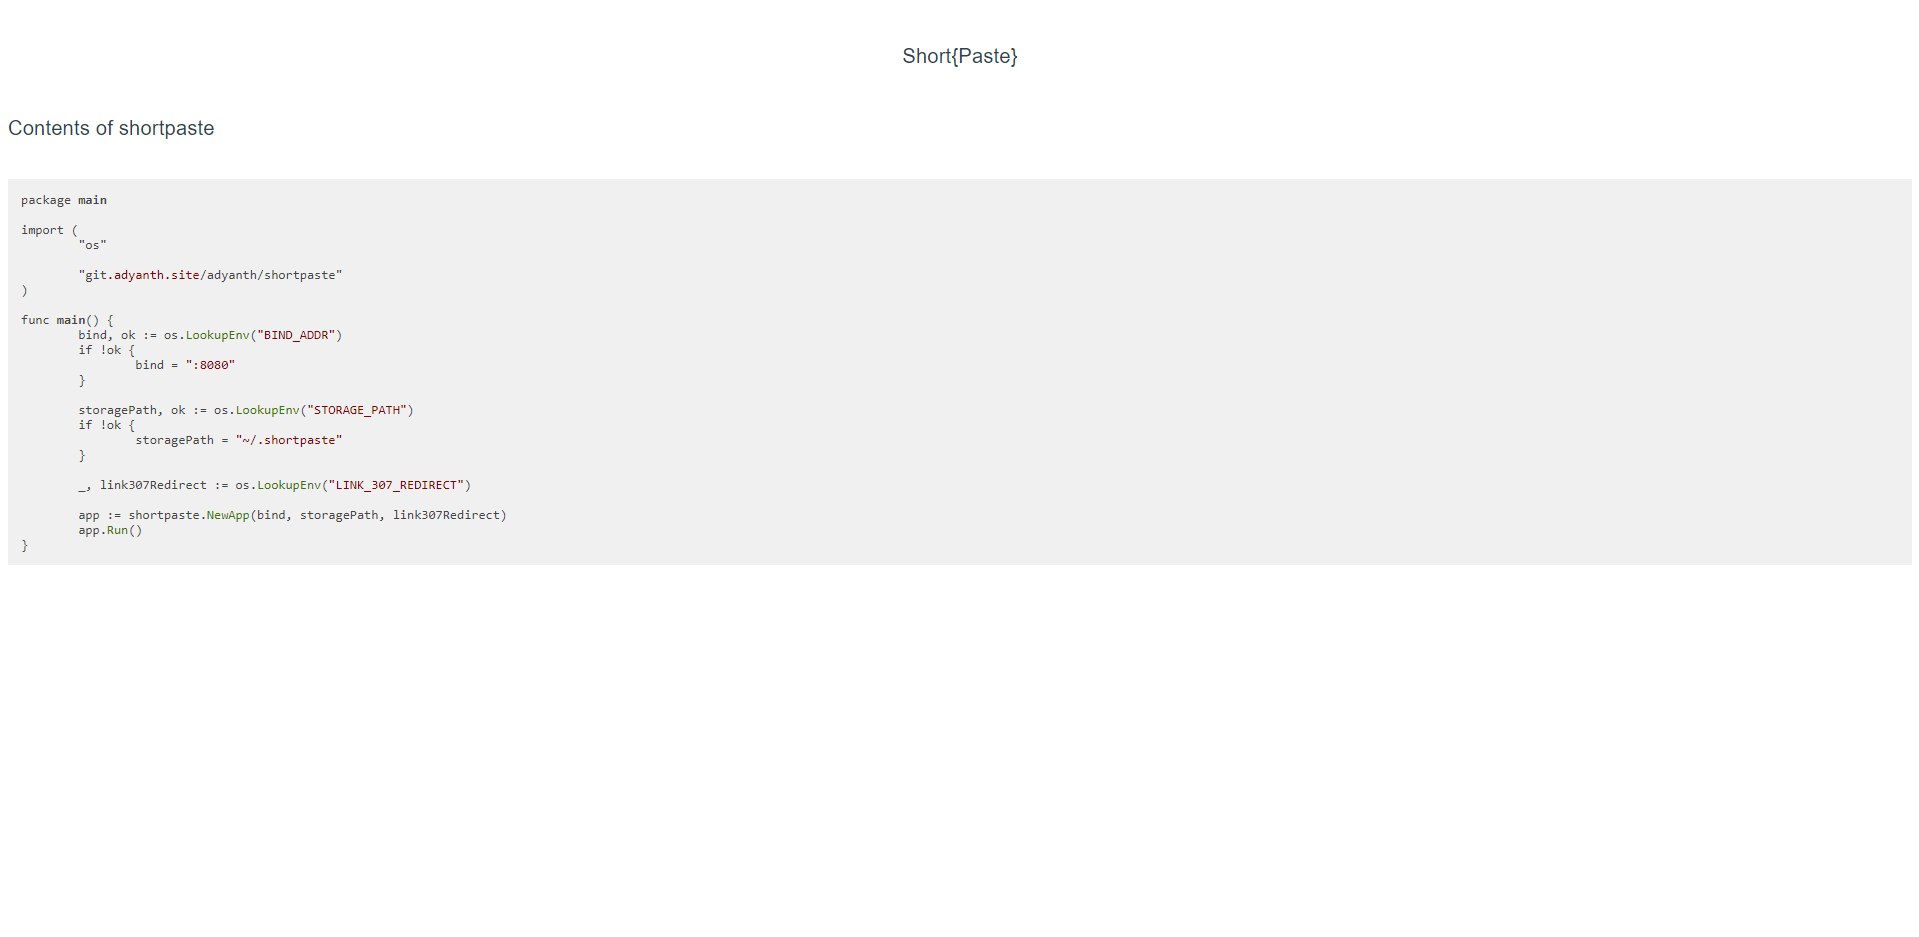 Short{Paste}
Contents of shortpaste
package main
import (
"os"
"git.adyanth.site/adyanth/shortpaste"
)
func main() {
bind, ok := os.LookupEnv("BIND_ADDR")
if !ok {
bind = ":8080"
}
storagePath, ok := os.LookupEnv("STORAGE_PATH")
if !ok {
storagePath = "~/.shortpaste"
}
_, link307Redirect := os.LookupEnv("LINK_307_REDIRECT")
app := shortpaste.NewApp(bind, storagePath, link307Redirect)
app.Run()
}